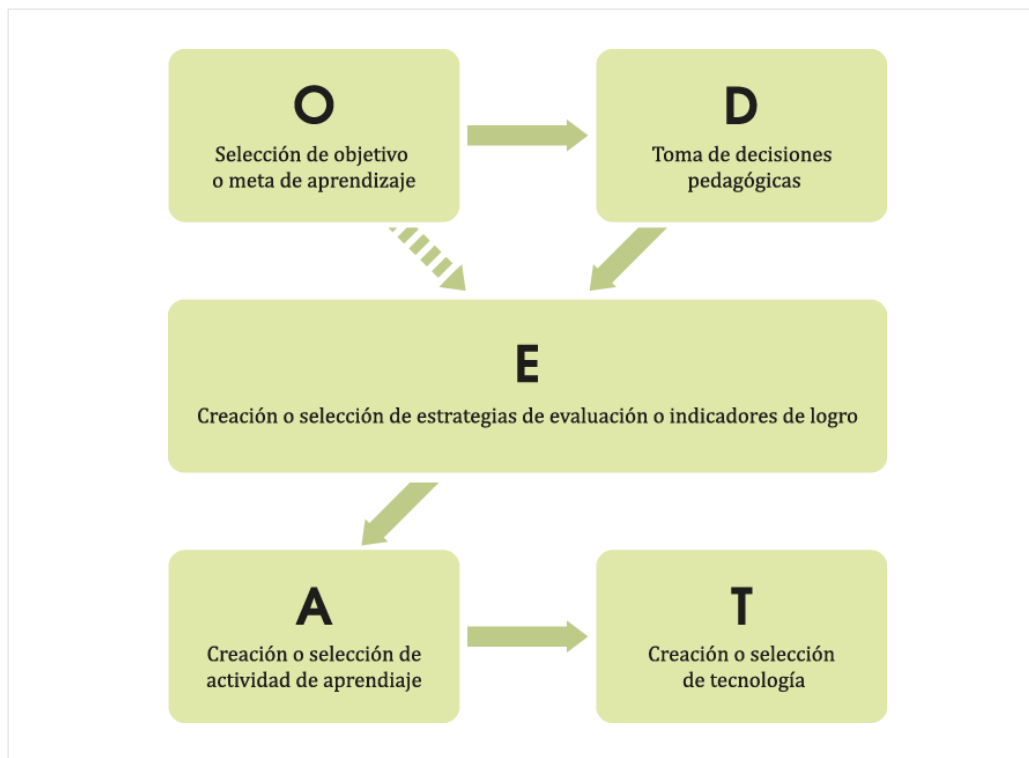 O
Selección de objetivo
o meta de aprendizaje
D
Toma de decisiones
pedagógicas
E
Creación o selección de estrategias de evaluación o indicadores de logro
A
Creación o selección de
actividad de aprendiaje
T
Creación o selección
de tecnología